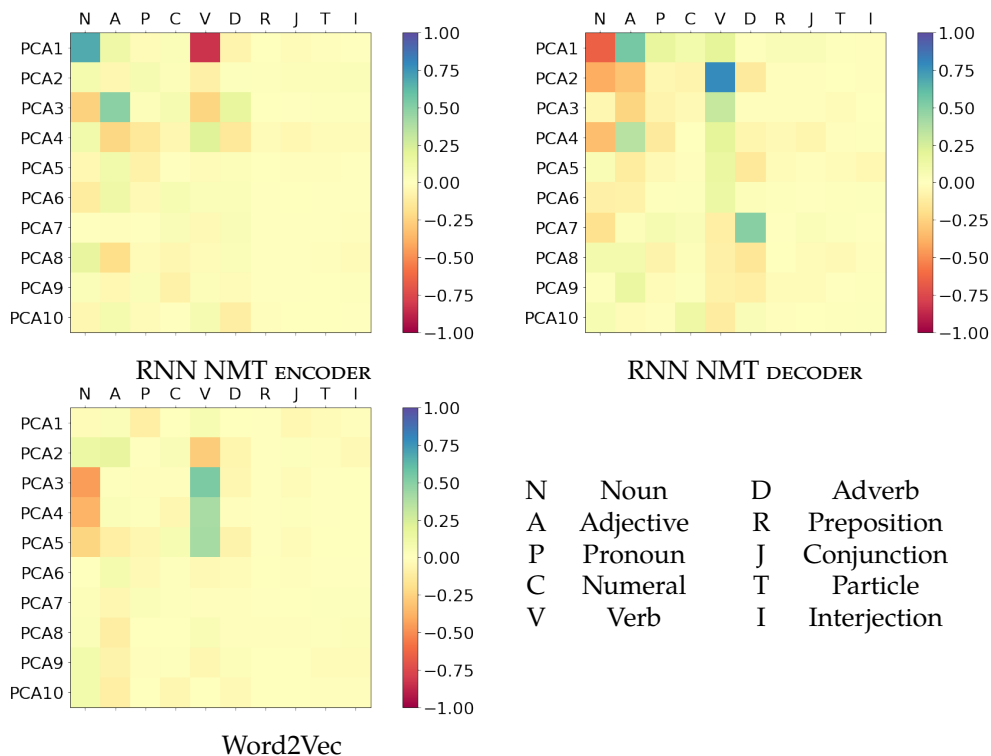 N A P C V D R J T I
PCA1
PCA2
PCA3
PCA4
PCA5
PCA6
PCA7
PCA8
PCA9
PCA10
1.00
0.75
0.50
0.25
0.00
−0.25
−0.50
−0.75
−1.00
RNN NMT ENCODER
N A P C V D R J T I
PCA1
PCA2
PCA3
PCA4
PCA5
PCA6
PCA7
PCA8
PCA9
PCA10
1.00
0.75
0.50
0.25
0.00
−0.25
−0.50
−0.75
−1.00
RNN NMT DECODER
N A P C V D R J T I
PCA1
PCA2
PCA3
PCA4
PCA5
PCA6
PCA7
PCA8
PCA9
PCA10
1.00
0.75
0.50
0.25
0.00
−0.25
−0.50
−0.75
−1.00
Word2Vec
N Noun D Adverb
A Adjective R Preposition
P Pronoun J Conjunction
C Numeral T Particle
V Verb I Interjection